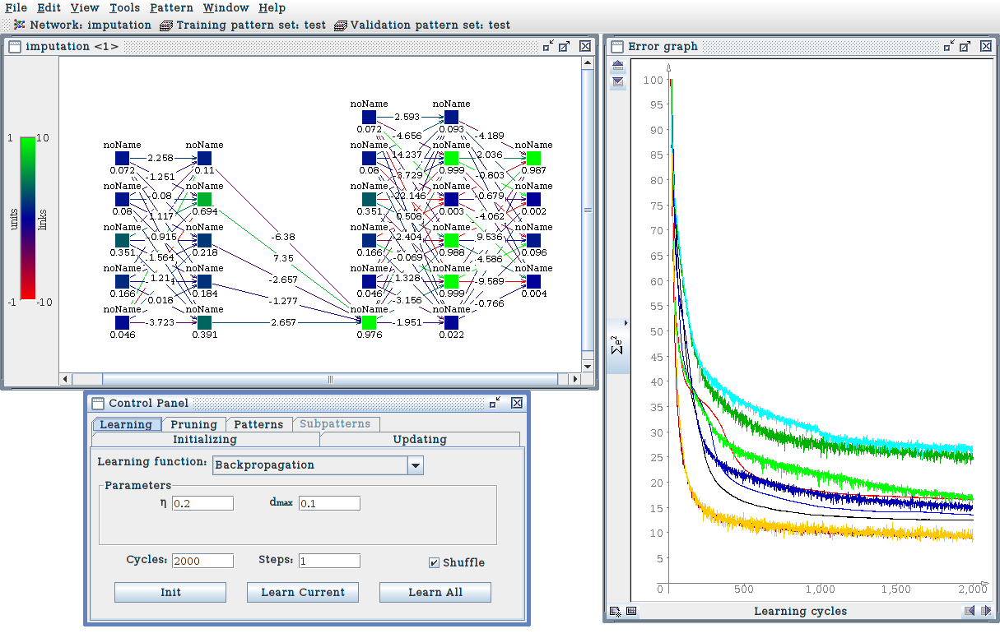 File Edit View Tools Pattern Window Help
Network: imputation Training pattern set: test Validation pattern set: test
imputation <1>
1 10
units
links
-1 -10
noName noName
0.072 2.593 0.093
-4.656 -4.189
noName noName noName noName noName
0.072 2.258 0.11 0.08 14.237 0.999 2.036 0.987
-1.251 -3.729 -0.803
noName noName noName noName noName
0.08 -0.08 0.694 0.351 -22.146 0.003 -0.679 0.002
1.117 0.508 -4.062
noName noName noName noName noName
0.351 -0.915 0.218 -6.38 0.166 -2.404 0.988 9.536 0.096
1.564 7.35 -0.069 -4.586
noName noName noName noName noName
0.166 1.214 0.184 -2.657 0.046 1.328 0.999 -9.589 0.004
0.018 -1.277 -3.156 -0.766
noName noName noName noName
0.046 -3.723 0.391 2.657 0.976 -1.951 0.022
Control Panel
Learning Pruning Patterns Subpatterns
Initializing Updating
Learning function: Backpropagation
Parameters
η 0.2 dmax 0.1
Cycles: 2000 Steps: 1 Shuffle
Init Learn Current Learn All
Error graph
Σe²
100
95
90
85
80
75
70
65
60
55
50
45
40
35
30
25
20
15
10
5
0 500 1,000 1,500 2,000
Learning cycles